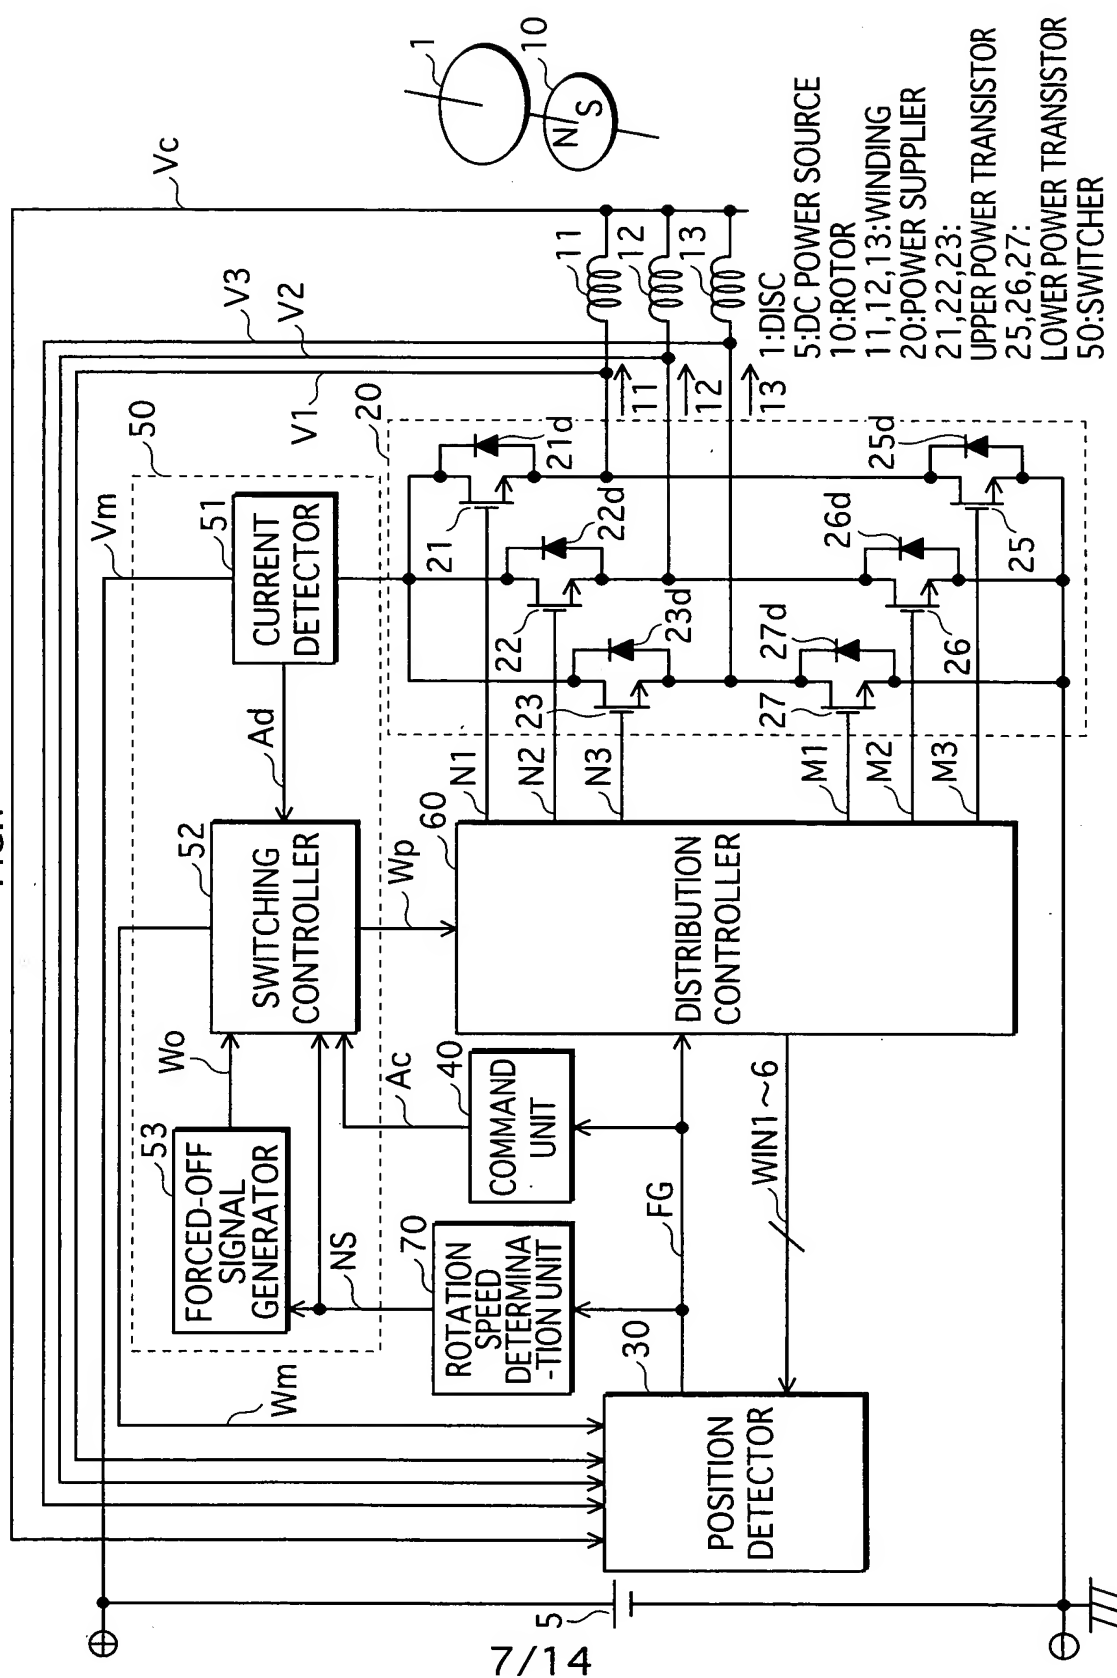 7/14
Vm
Vc
V3
V2
V1
50
51
CURRENT
DETECTOR
Ad
52
SWITCHING
CONTROLLER
Wo
53
FORCED-OFF
SIGNAL
GENERATOR
Wm
NS
70
ROTATION
SPEED
DETERMINA
-TION UNIT
Ac
40
COMMAND
UNIT
Wp
60
DISTRIBUTION
CONTROLLER
FG
WIN1~6
30
POSITION
DETECTOR
5
N1
N2
N3
M1
M2
M3
20
21
21d
22
22d
23
23d
25
25d
26
26d
27
27d
11
12
13
11
12
13
1
10
N
S
1:DISC
5:DC POWER SOURCE
10:ROTOR
11,12,13:WINDING
20:POWER SUPPLIER
21,22,23:
UPPER POWER TRANSISTOR
25,26,27:
LOWER POWER TRANSISTOR
50:SWITCHER